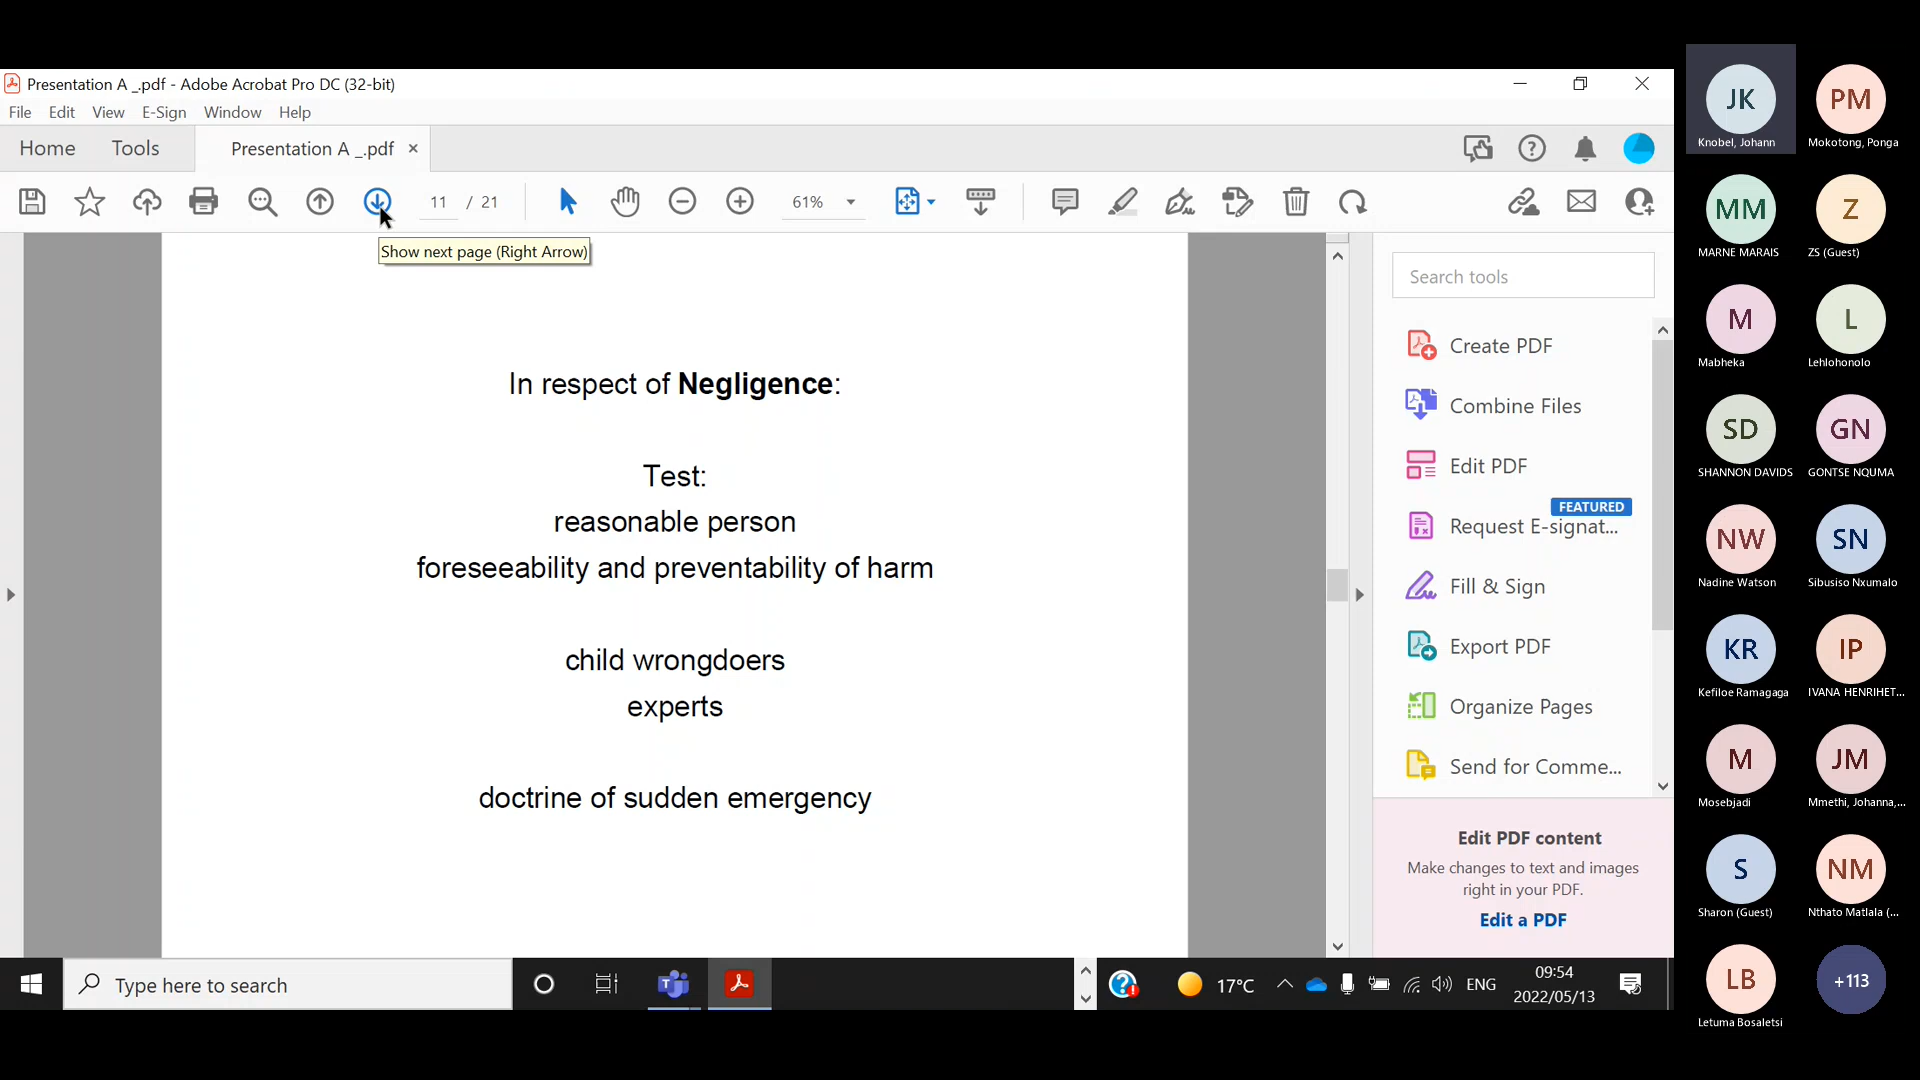 Presentation A _.pdf - Adobe Acrobat Pro DC (32-bit)
File Edit View E-Sign Window Help
Home Tools Presentation A _.pdf ×
11 / 21 61%
Show next page (Right Arrow)
In respect of Negligence:
Test:
reasonable person
foreseeability and preventability of harm
child wrongdoers
experts
doctrine of sudden emergency
Search tools
Create PDF
Combine Files
Edit PDF
FEATURED
Request E-signat...
Fill & Sign
Export PDF
Organize Pages
Send for Comme...
Edit PDF content
Make changes to text and images
right in your PDF.
Edit a PDF
Type here to search
17°C
ENG
09:54
2022/05/13
JK PM
Knobel, Johann Mokotong, Ponga
MM Z
MARNE MARAIS ZS (Guest)
M L
Mabheka Lehlohonolo
SD GN
SHANNON DAVIDS GONTSE NQUMA
NW SN
Nadine Watson Sibusiso Nxumalo
KR IP
Kefiloe Ramagaga IVANA HENRIHET...
M JM
Mosebjadi Mmethi, Johanna,...
S NM
Sharon (Guest) Nthato Matlala (...
LB +113
Letuma Bosaletsi